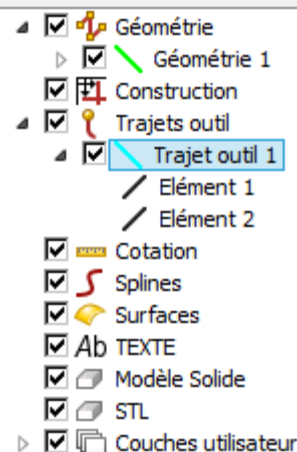 Géométrie
Géométrie 1
Construction
Trajets outil
Trajet outil 1
Elément 1
Elément 2
Cotation
Splines
Surfaces
Ab TEXTE
Modèle Solide
STL
Couches utilisateur